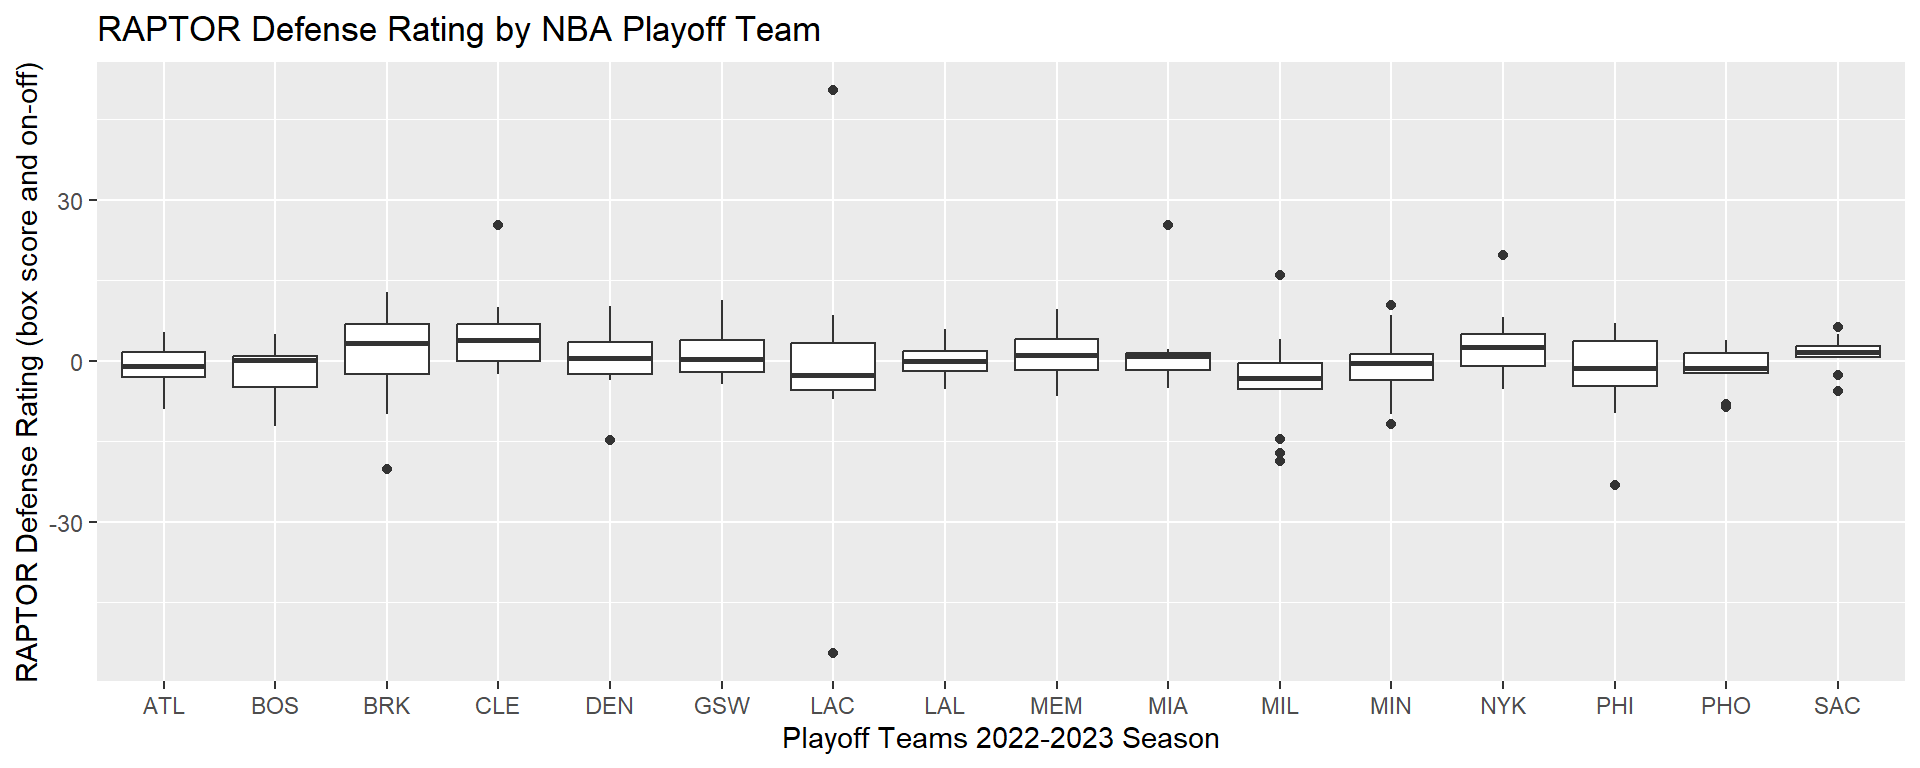 RAPTOR Defense Rating by NBA Playoff Team
RAPTOR Defense Rating (box score and on-off)
30
0
-30
ATL BOS BRK CLE DEN GSW LAC LAL MEM MIA MIL MIN NYK PHI PHO SAC
Playoff Teams 2022-2023 Season